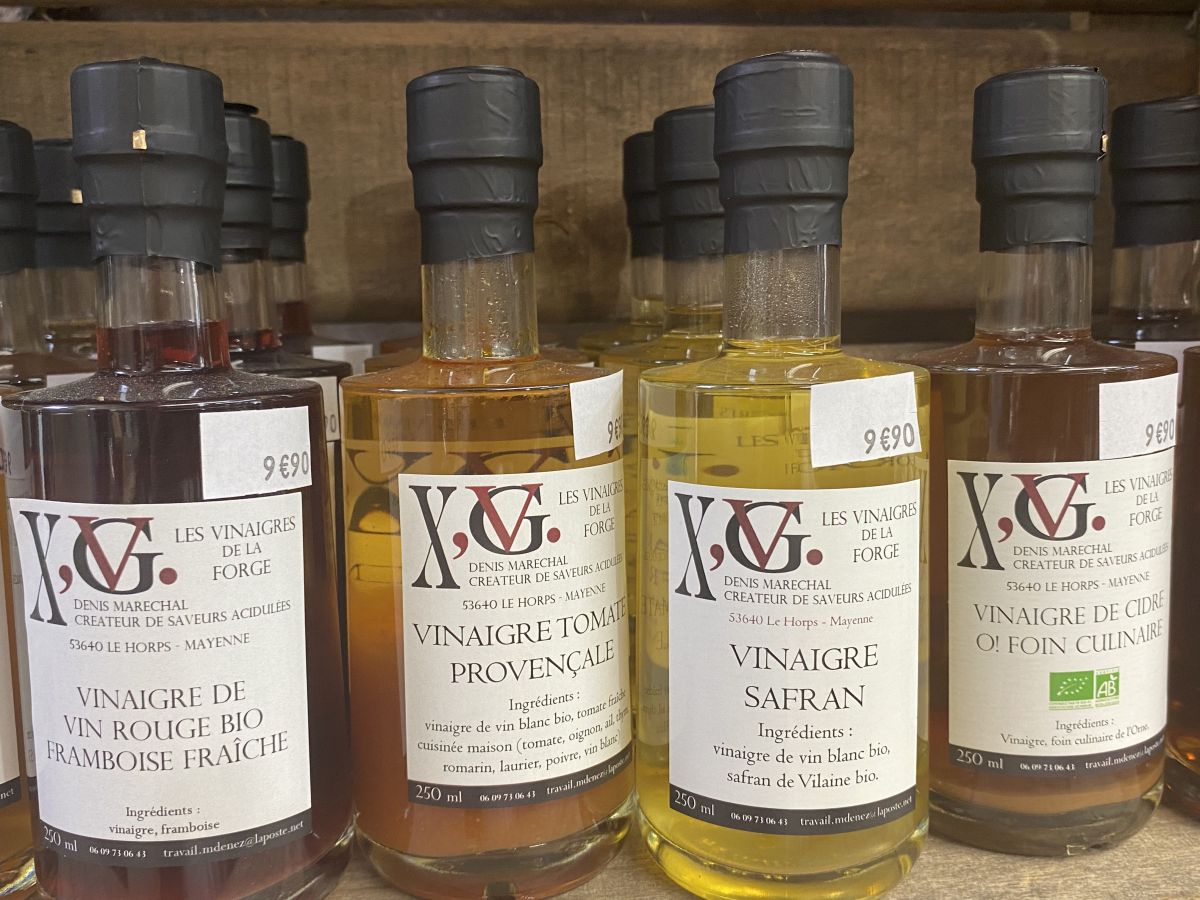 9€90
X,VG.
LES VINAIGRES
DE LA
FORGE
DENIS MARECHAL
CREATEUR DE SAVEURS ACIDULÉES
53640 LE HORPS - MAYENNE
VINAIGRE DE
VIN ROUGE BIO
FRAMBOISE FRAÎCHE
Ingrédients :
vinaigre, framboise
250 ml 06 09 73 06 43 travail.mdenez@laposte.net
9€90
X,VG.
LES VINAIGRES
DE LA
FORGE
DENIS MARECHAL
CREATEUR DE SAVEURS ACIDULÉES
53640 LE HORPS - MAYENNE
VINAIGRE TOMATE
PROVENÇALE
Ingrédients :
vinaigre de vin blanc bio, tomate fraîche
cuisinée maison (tomate, oignon, ail, thym,
romarin, laurier, poivre, vin blanc)
250 ml 06 09 73 06 43 travail.mdenez@laposte.net
9€90
X,VG.
LES VINAIGRES
DE LA
FORGE
DENIS MARECHAL
CREATEUR DE SAVEURS ACIDULÉES
53640 Le Horps - Mayenne
VINAIGRE
SAFRAN
Ingrédients :
vinaigre de vin blanc bio,
safran de Vilaine bio.
250 ml 06 09 73 06 43 travail.mdenez@laposte.net
9€90
X,VG.
LES VINAIGRES
DE LA
FORGE
DENIS MARECHAL
CREATEUR DE SAVEURS ACIDULÉES
53640 LE HORPS - MAYENNE
VINAIGRE DE CIDRE
O! FOIN CULINAIRE
AB
Ingrédients :
Vinaigre, foin culinaire de l'Orne.
250 ml 06 09 73 06 43 travail.mdenez@laposte.net